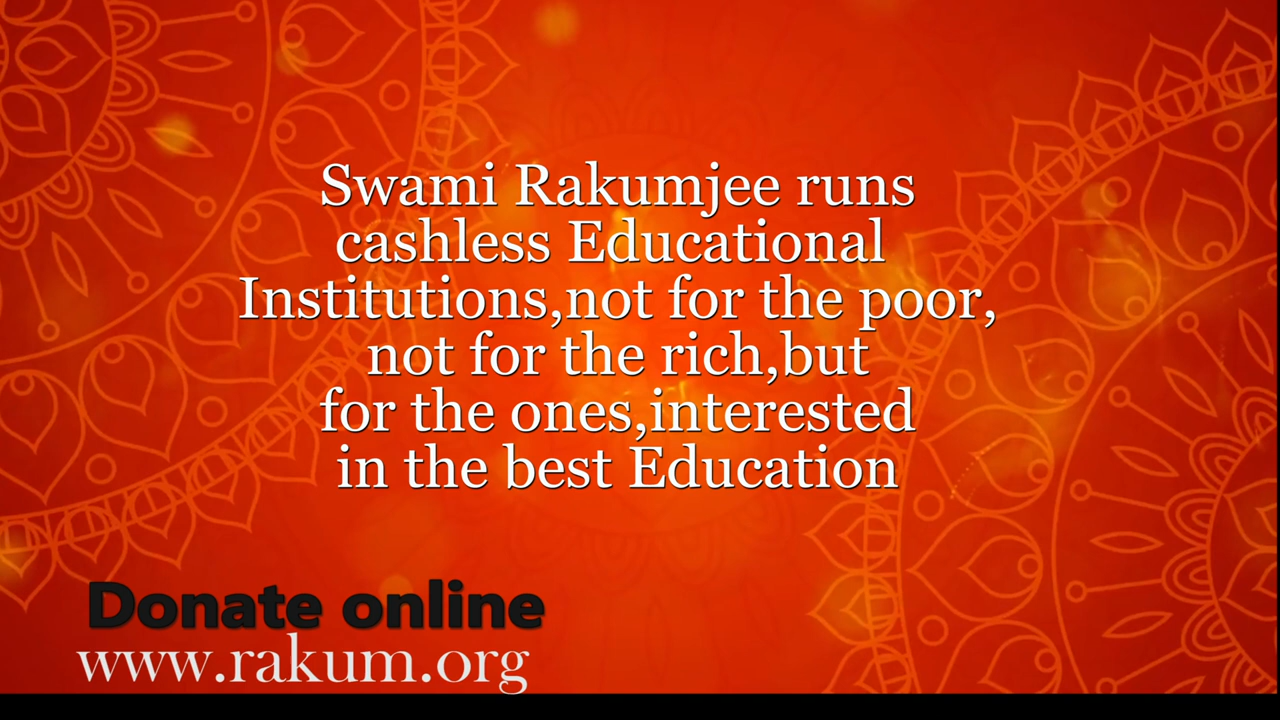 Swami Rakumjee runs
cashless Educational
Institutions,not for the poor,
not for the rich,but
for the ones,interested
in the best Education
Donate online
www.rakum.org